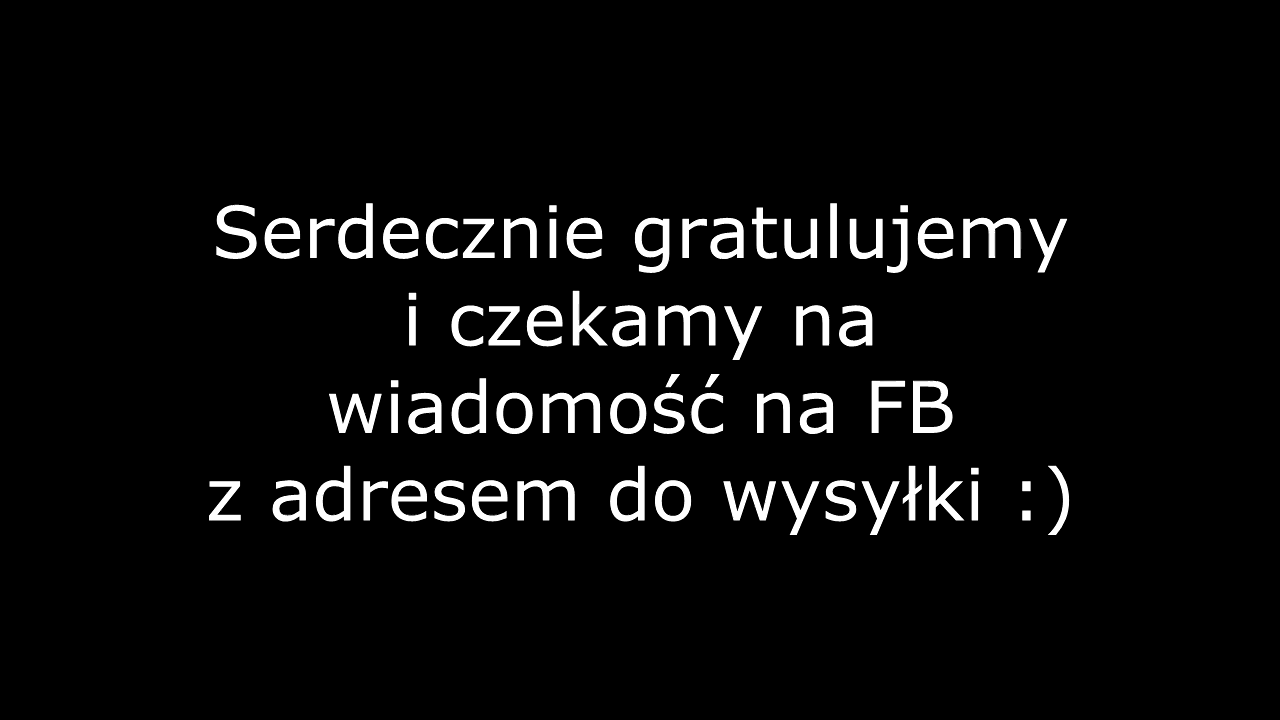 Serdecznie gratulujemy
i czekamy na
wiadomość na FB
z adresem do wysyłki :)